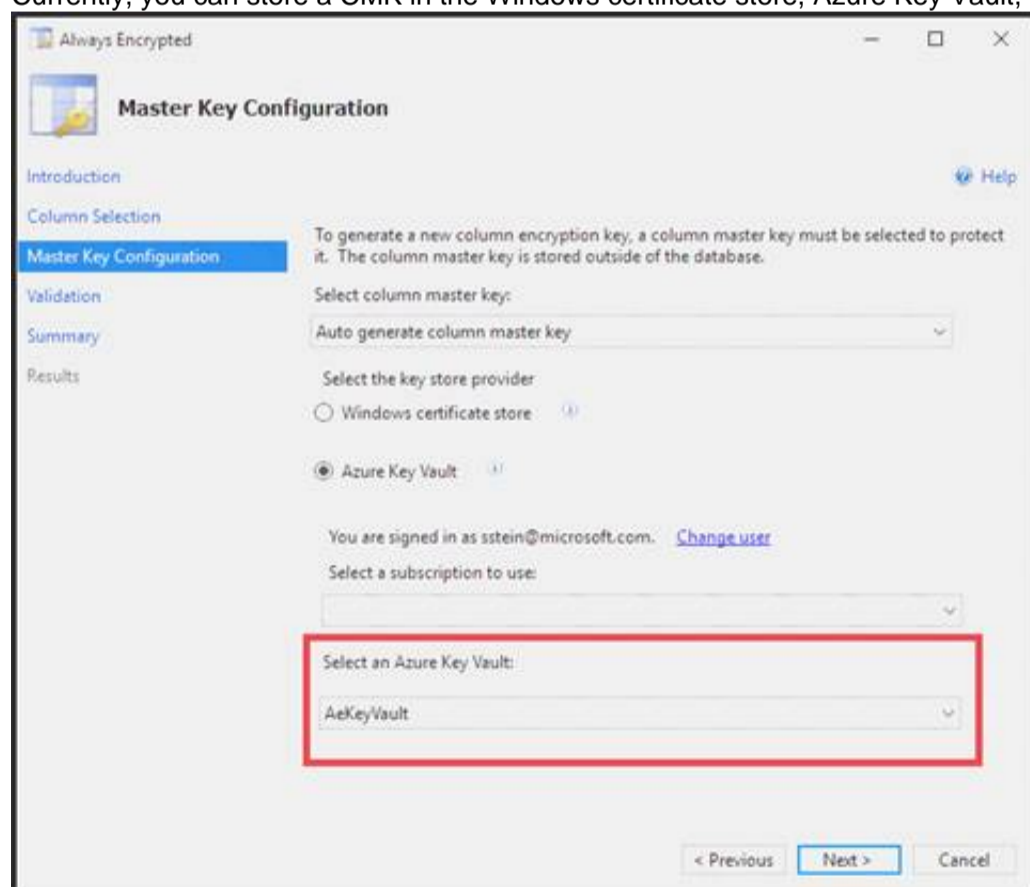 Currently, you can store a CMK in the Windows certificate store, Azure Key Vault,
Always Encrypted
Master Key Configuration
Introduction
Help
Column Selection
Master Key Configuration
Validation
Summary
Results
To generate a new column encryption key, a column master key must be selected to protect
it. The column master key is stored outside of the database.
Select column master key:
Auto generate column master key
Select the key store provider
Windows certificate store
Azure Key Vault
You are signed in as sstein@microsoft.com. Change user
Select a subscription to use:
Select an Azure Key Vault:
AeKeyVault
< Previous
Next >
Cancel